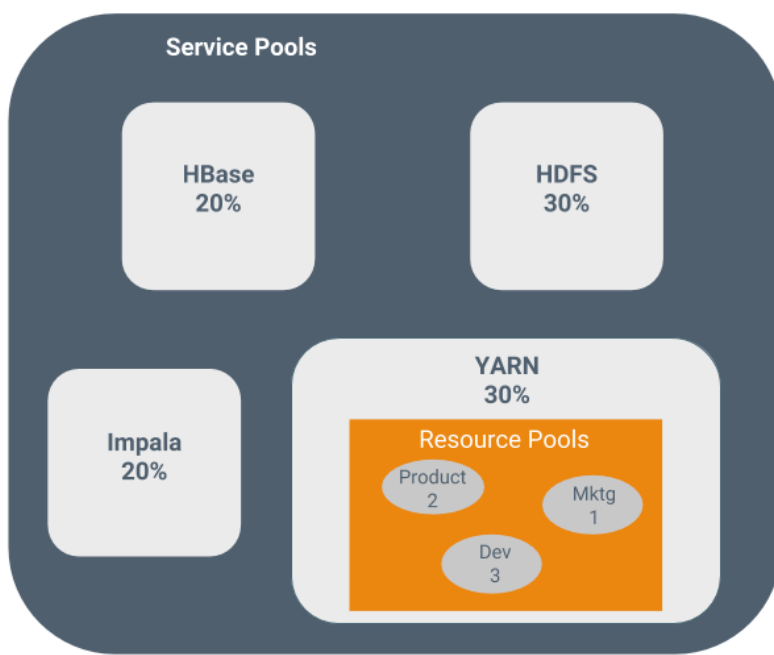 Service Pools
HBase
20%
HDFS
30%
Impala
20%
YARN
30%
Resource Pools
Product
2
Mktg
1
Dev
3